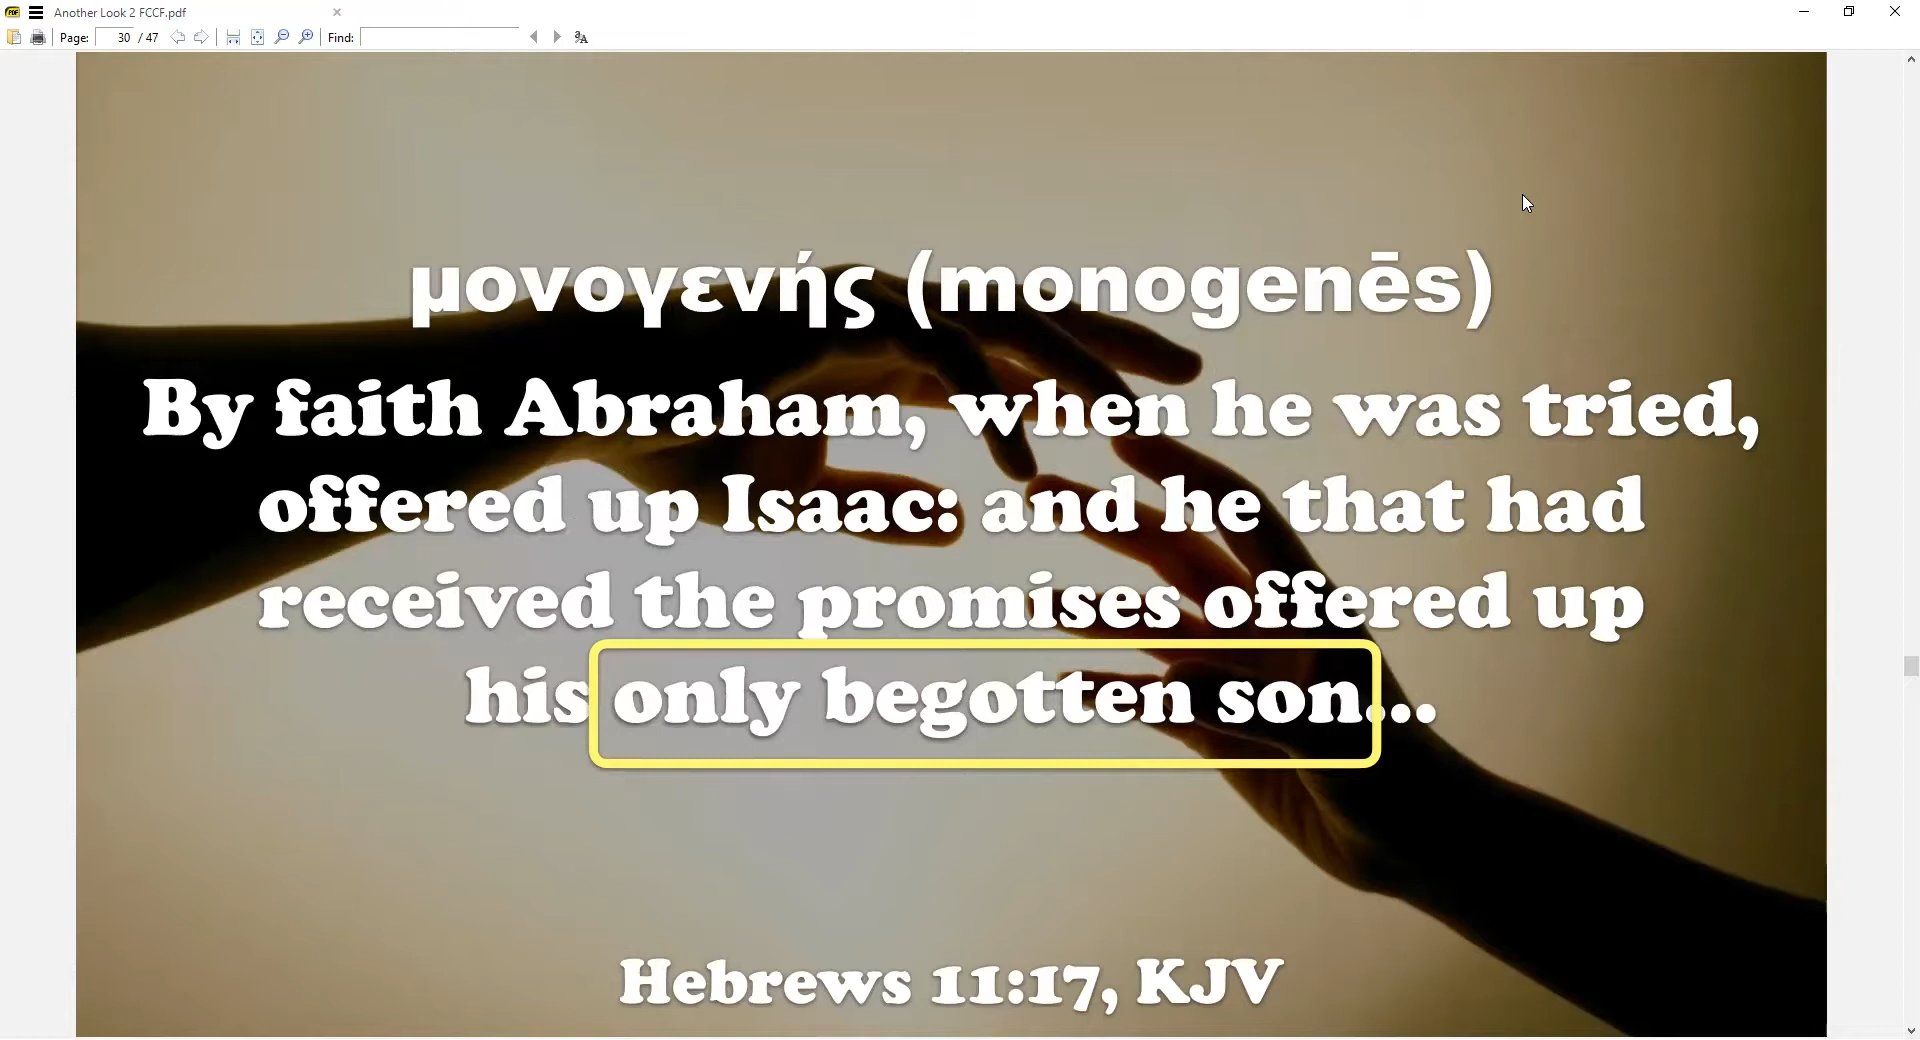 Another Look 2 FCCF.pdf
Page: 30 / 47 Find:
μονογενής (monogenēs)
By faith Abraham, when he was tried,
offered up Isaac: and he that had
received the promises offered up
his only begotten son...
Hebrews 11:17, KJV